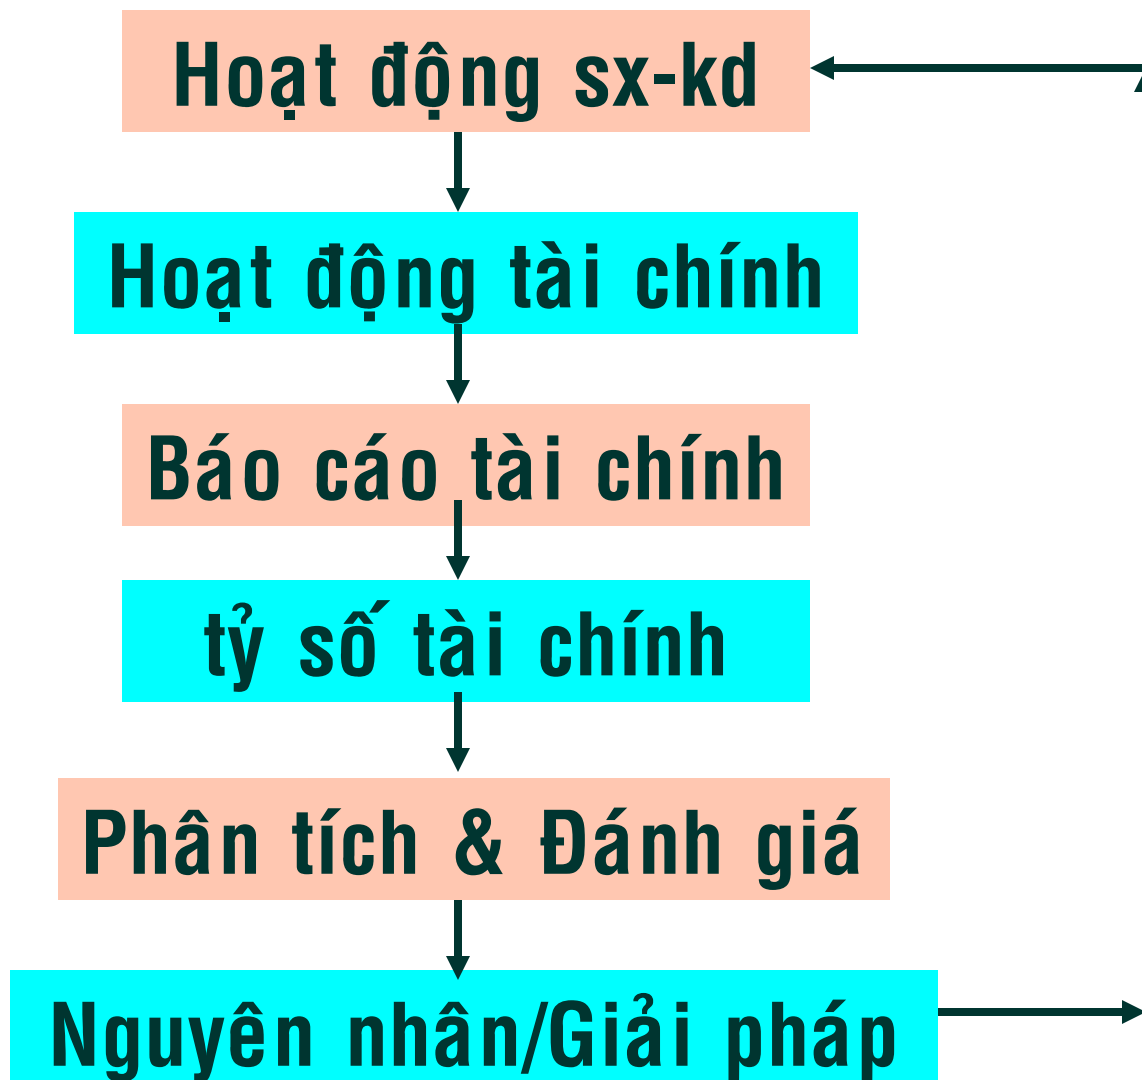 Hoạt động sx-kd
Hoạt động tài chính
Báo cáo tài chính
tỷ số tài chính
Phân tích & Đánh giá
Nguyên nhân/Giải pháp